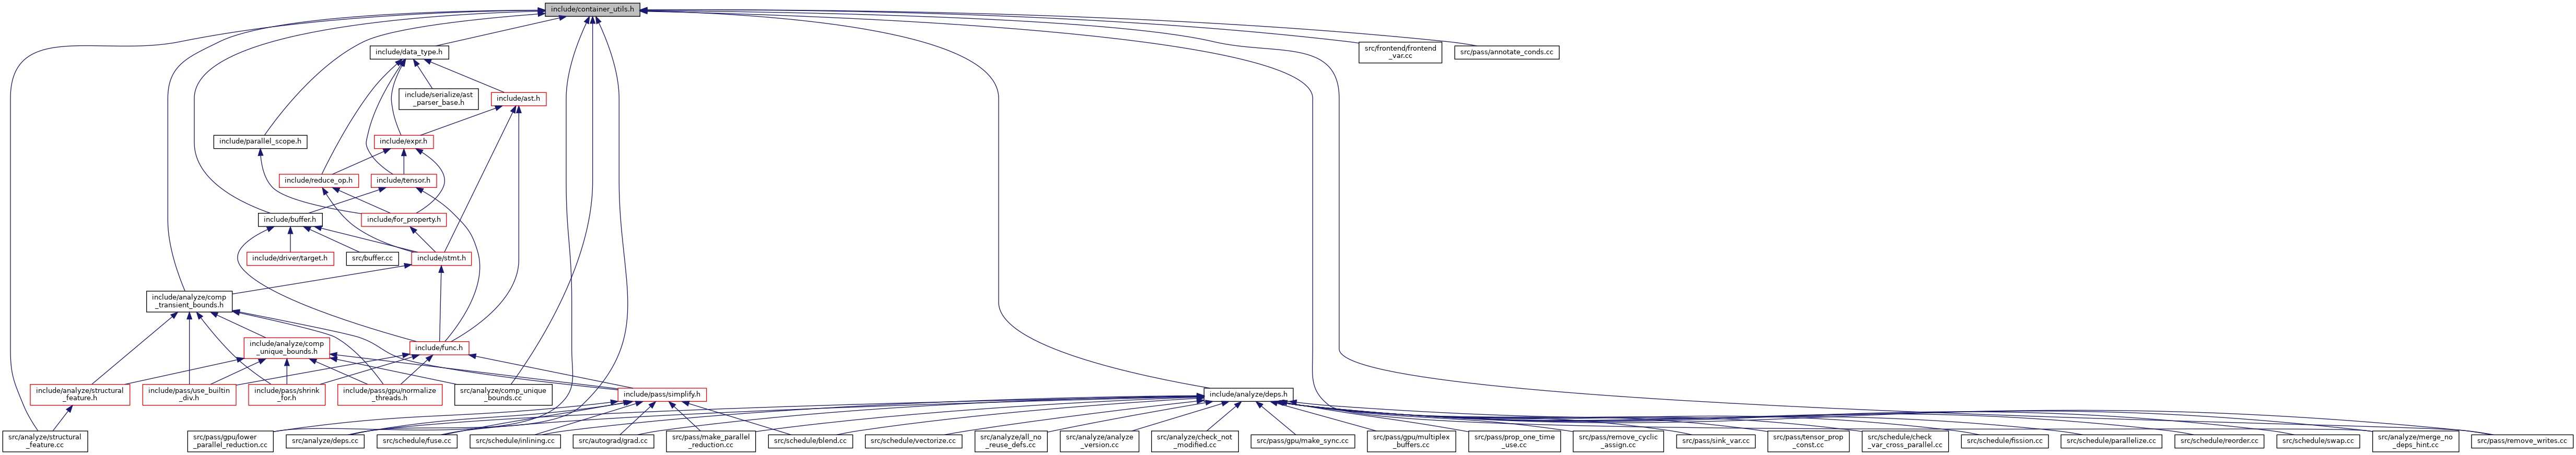 include/container_utils.h
include/data_type.h
src/frontend/frontend
_var.cc
src/pass/annotate_conds.cc
include/serialize/ast
_parser_base.h
include/ast.h
include/parallel_scope.h
include/expr.h
include/reduce_op.h
include/tensor.h
include/buffer.h
include/for_property.h
include/driver/target.h
src/buffer.cc
include/stmt.h
include/analyze/comp
_transient_bounds.h
include/analyze/comp
_unique_bounds.h
include/func.h
include/analyze/structural
_feature.h
include/pass/use_builtin
_div.h
include/pass/shrink
_for.h
include/pass/gpu/normalize
_threads.h
src/analyze/comp_unique
_bounds.cc
include/pass/simplify.h
include/analyze/deps.h
src/analyze/structural
_feature.cc
src/pass/gpu/lower
_parallel_reduction.cc
src/analyze/deps.cc
src/schedule/fuse.cc
src/schedule/inlining.cc
src/autograd/grad.cc
src/pass/make_parallel
_reduction.cc
src/schedule/blend.cc
src/schedule/vectorize.cc
src/analyze/all_no
_reuse_defs.cc
src/analyze/analyze
_version.cc
src/analyze/check_not
_modified.cc
src/pass/gpu/make_sync.cc
src/pass/gpu/multiplex
_buffers.cc
src/pass/prop_one_time
_use.cc
src/pass/remove_cyclic
_assign.cc
src/pass/sink_var.cc
src/pass/tensor_prop
_const.cc
src/schedule/check
_var_cross_parallel.cc
src/schedule/fission.cc
src/schedule/parallelize.cc
src/schedule/reorder.cc
src/schedule/swap.cc
src/analyze/merge_no
_deps_hint.cc
src/pass/remove_writes.cc